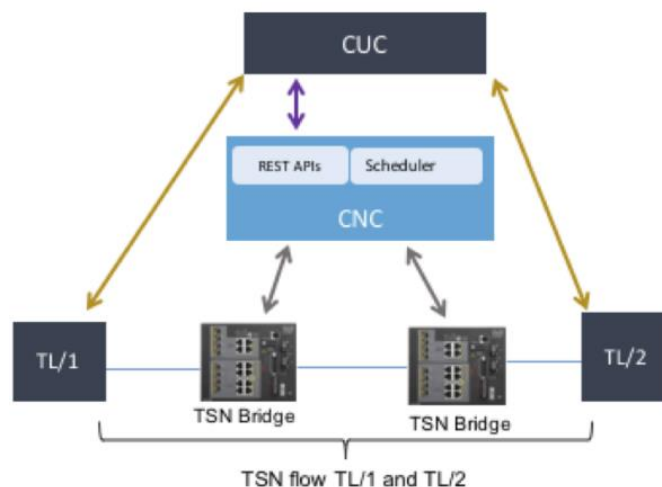 CUC
REST APIs
Scheduler
CNC
TL/1
TL/2
TSN Bridge
TSN Bridge
TSN flow TL/1 and TL/2